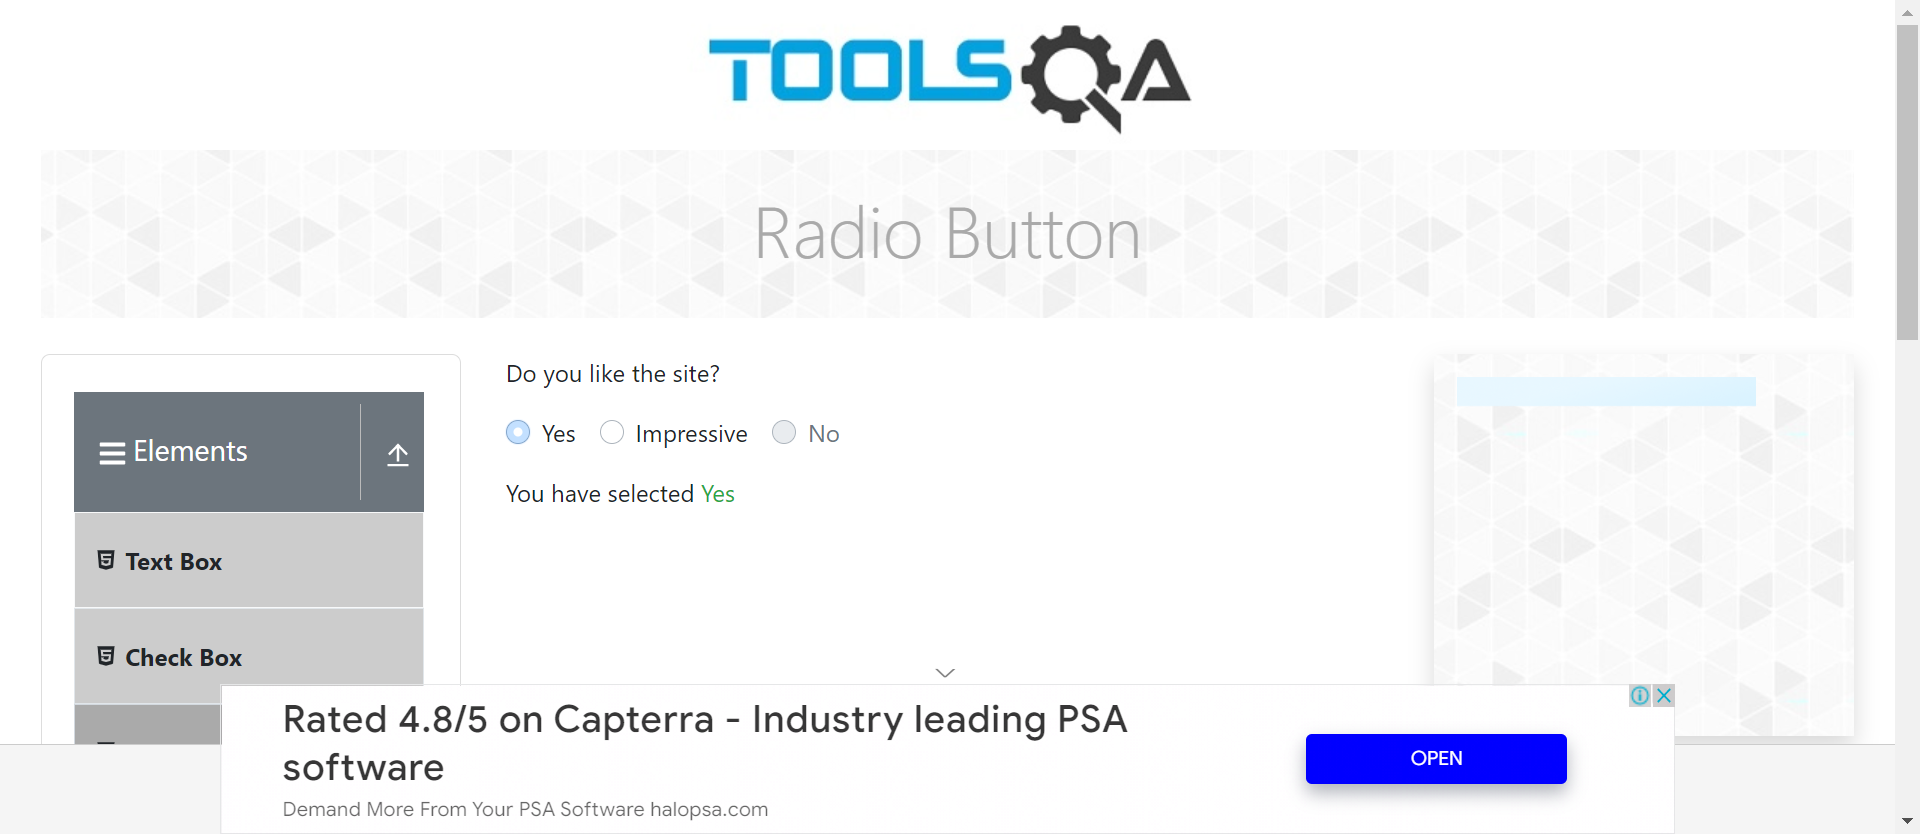 TOOLSQA
Radio Button
Elements
Text Box
Check Box
Do you like the site?
Yes Impressive No
You have selected Yes
Rated 4.8/5 on Capterra - Industry leading PSA
software
Demand More From Your PSA Software halopsa.com
OPEN